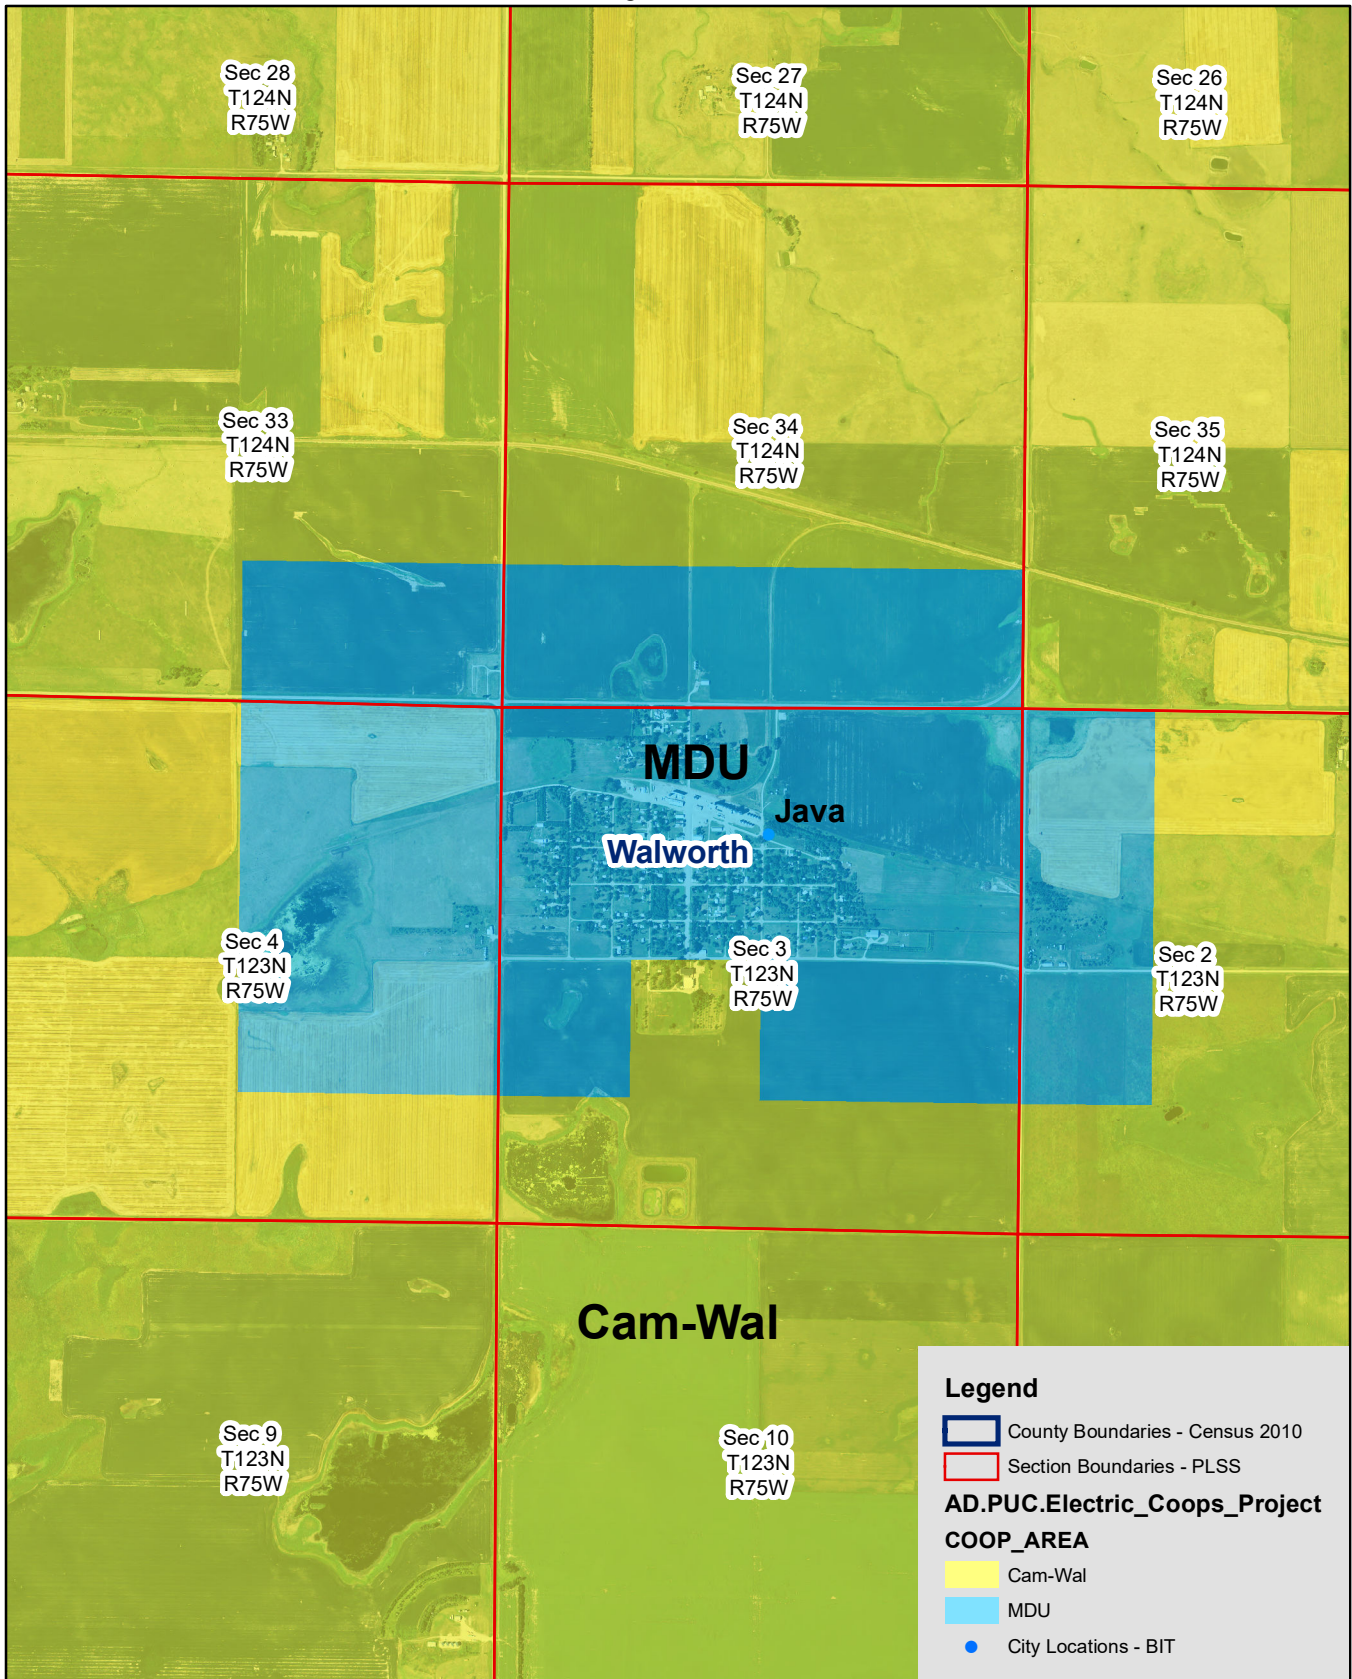 Sec 28
T124N
R75W
Sec 27
T124N
R75W
Sec 26
T124N
R75W
Sec 33
T124N
R75W
Sec 34
T124N
R75W
Sec 35
T124N
R75W
MDU
Java
Walworth
Sec 4
T123N
R75W
Sec 3
T123N
R75W
Sec 2
T123N
R75W
Cam-Wal
Sec 9
T123N
R75W
Sec 10
T123N
R75W
Legend
County Boundaries - Census 2010
Section Boundaries - PLSS
AD.PUC.Electric_Coops_Project
COOP_AREA
Cam-Wal
MDU
City Locations - BIT